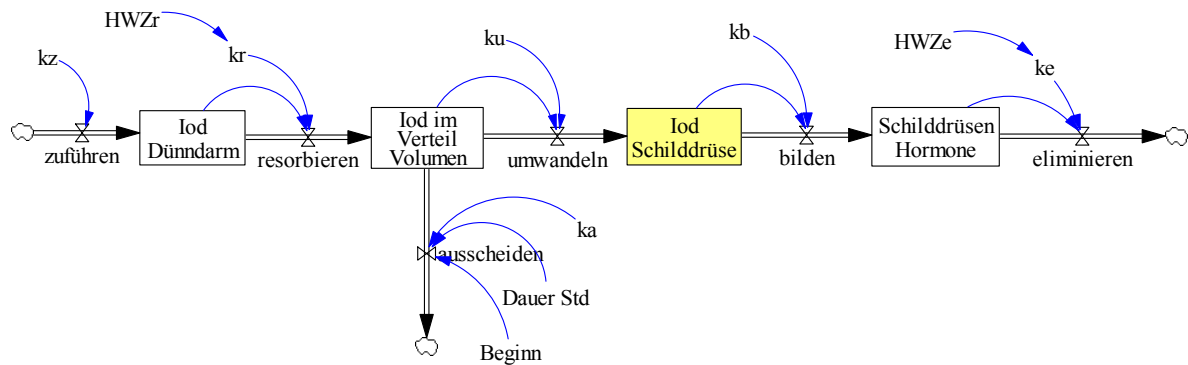 HWZr
kz
kr
ku
kb
HWZe
ke
Iod
Dünndarm
Iod im
Verteil
Volumen
Iod
Schilddrüse
Schilddrüsen
Hormone
zuführen
resorbieren
umwandeln
bilden
eliminieren
ka
ausscheiden
Dauer Std
Beginn